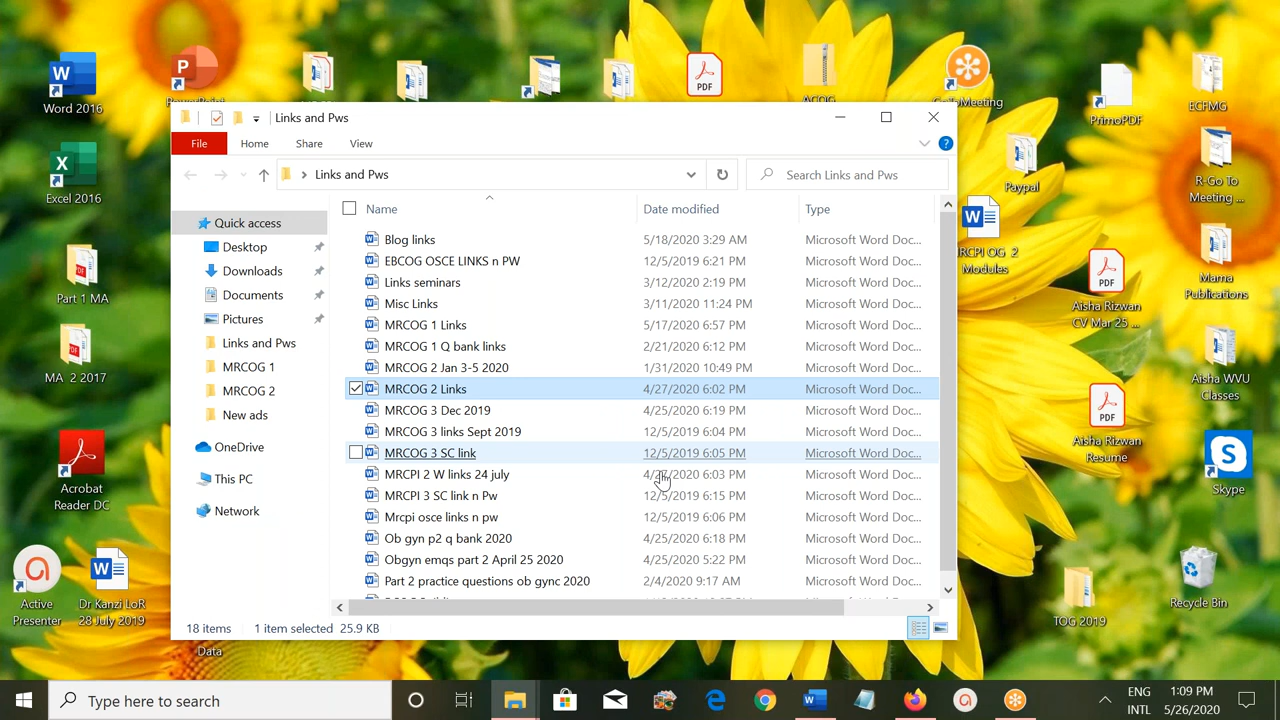 Word 2016
Excel 2016
Part 1 MA
MA 2 2017
Acrobat
Reader DC
Active
Presenter
Dr Kanzi LoR
28 July 2019
Data
PDF
GoToMeeting
PrimoPDF
ECFMG
Paypal
R-Go To
Meeting ...
MRCPI OG 2
Modules
PDF
Aisha Rizwan
CV Mar 25 ...
Mama
Publications
Aisha WVU
Classes
PDF
Aisha Rizwan
Resume
Skype
TOG 2019
Recycle Bin
Links and Pws
File Home Share View
Links and Pws
Search Links and Pws
Quick access
Desktop
Downloads
Documents
Pictures
Links and Pws
MRCOG 1
MRCOG 2
New ads
OneDrive
This PC
Network
Name Date modified Type
Blog links 5/18/2020 3:29 AM Microsoft Word Doc...
EBCOG OSCE LINKS n PW 12/5/2019 6:21 PM Microsoft Word Doc...
Links seminars 3/12/2020 2:19 PM Microsoft Word Doc...
Misc Links 3/11/2020 11:24 PM Microsoft Word Doc...
MRCOG 1 Links 5/17/2020 6:57 PM Microsoft Word Doc...
MRCOG 1 Q bank links 2/21/2020 6:12 PM Microsoft Word Doc...
MRCOG 2 Jan 3-5 2020 1/31/2020 10:49 PM Microsoft Word Doc...
MRCOG 2 Links 4/27/2020 6:02 PM Microsoft Word Doc...
MRCOG 3 Dec 2019 4/25/2020 6:19 PM Microsoft Word Doc...
MRCOG 3 links Sept 2019 12/5/2019 6:04 PM Microsoft Word Doc...
MRCOG 3 SC link 12/5/2019 6:05 PM Microsoft Word Doc...
MRCPI 2 W links 24 july 4/27/2020 6:03 PM Microsoft Word Doc...
MRCPI 3 SC link n Pw 12/5/2019 6:15 PM Microsoft Word Doc...
Mrcpi osce links n pw 12/5/2019 6:06 PM Microsoft Word Doc...
Ob gyn p2 q bank 2020 4/25/2020 6:18 PM Microsoft Word Doc...
Obgyn emqs part 2 April 25 2020 4/25/2020 5:22 PM Microsoft Word Doc...
Part 2 practice questions ob gync 2020 2/4/2020 9:17 AM Microsoft Word Doc...
18 items 1 item selected 25.9 KB
Type here to search
ENG
INTL
1:09 PM
5/26/2020